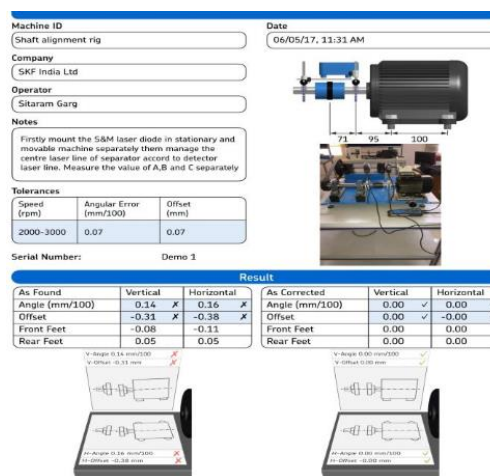 Machine ID
Shaft alignment rig
Date
06/05/17, 11:31 AM
Company
SKF India Ltd
Operator
Sitaram Garg
Notes
Firstly mount the S&M laser diode in stationary and
movable machine separately them manage the
centre laser line of separator accord to detector
laser line. Measure the value of A,B and C separately
71 95 100
Tolerances
Speed (rpm) Angular Error (mm/100) Offset (mm)
2000-3000 0.07 0.07
Serial Number: Demo 1
Result
As Found Vertical Horizontal
Angle (mm/100) 0.14 ✗ 0.16 ✗
Offset -0.31 ✗ -0.38 ✗
Front Feet -0.08 -0.11
Rear Feet 0.05 0.05
As Corrected Vertical Horizontal
Angle (mm/100) 0.00 ✓ 0.00
Offset 0.00 ✓ -0.00
Front Feet 0.00 0.00
Rear Feet 0.00 0.00
V-Angle 0.14 mm/100 ✗
V-Offset -0.31 mm ✗
H-Angle 0.16 mm/100 ✗
H-Offset -0.38 mm ✗
V-Angle 0.00 mm/100 ✓
V-Offset 0.00 mm ✓
H-Angle 0.00 mm/100 ✓
H-Offset -0.00 mm ✓